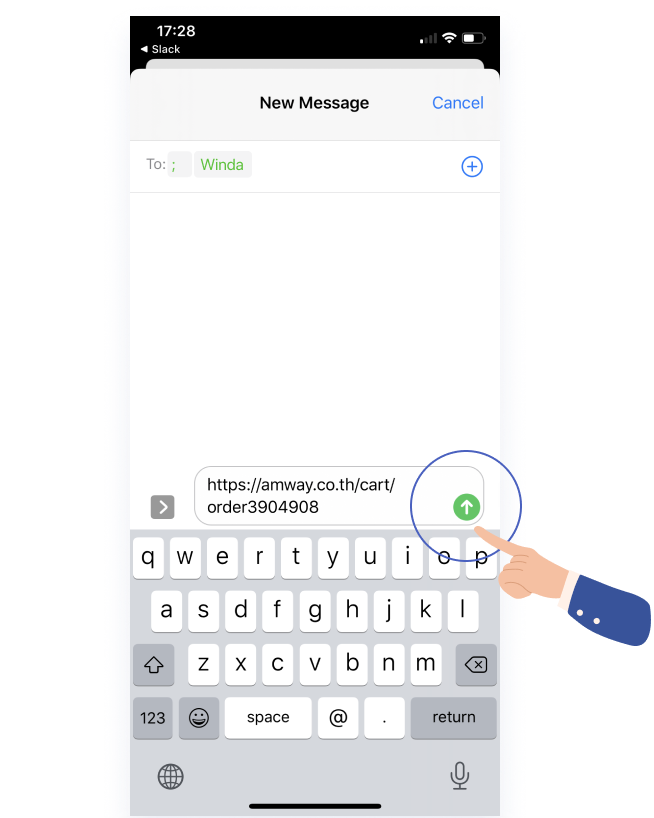 17:28
◀ Slack
New Message
Cancel
To: ; Winda
https://amway.co.th/cart/
order3904908
q w e r t y u i o p
a s d f g h j k l
z x c v b n m
123 space @ . return